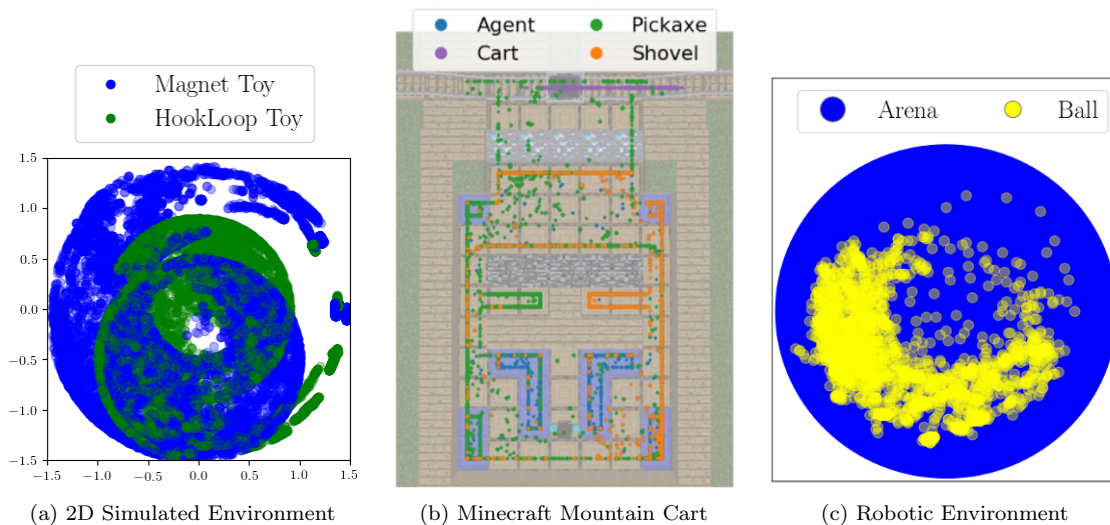 Magnet Toy
HookLoop Toy
1.5
1.0
0.5
0.0
−0.5
−1.0
−1.5
−1.0 −0.5 0.0 0.5 1.0 1.5
(a) 2D Simulated Environment
Agent Pickaxe
Cart Shovel
(b) Minecraft Mountain Cart
Arena Ball
(c) Robotic Environment